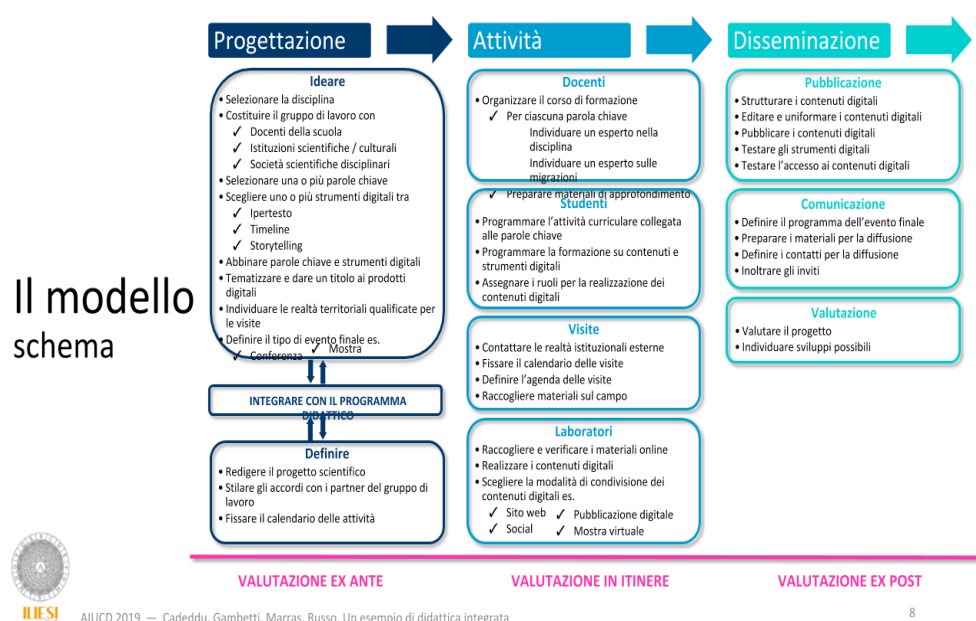 Il modello
schema
Progettazione
Ideare
• Selezionare la disciplina
• Costituire il gruppo di lavoro con
✓ Docenti della scuola
✓ Istituzioni scientifiche / culturali
✓ Società scientifiche disciplinari
• Selezionare una o più parole chiave
• Scegliere uno o più strumenti digitali tra
✓ Ipertesto
✓ Timeline
✓ Storytelling
• Abbinare parole chiave e strumenti digitali
• Tematizzare e dare un titolo ai prodotti
digitali
• Individuare le realtà territoriali qualificate per
le visite
• Definire il tipo di evento finale es.
✓ Conferenza ✓ Mostra
INTEGRARE CON IL PROGRAMMA
DIDATTICO
Definire
• Redigere il progetto scientifico
• Stilare gli accordi con i partner del gruppo di
lavoro
• Fissare il calendario delle attività
Attività
Docenti
• Organizzare il corso di formazione
✓ Per ciascuna parola chiave
Individuare un esperto nella
disciplina
Individuare un esperto sulle
migrazioni
✓ Preparare materiali di approfondimento
Studenti
• Programmare l'attività curriculare collegata
alle parole chiave
• Programmare la formazione su contenuti e
strumenti digitali
• Assegnare i ruoli per la realizzazione dei
contenuti digitali
Visite
• Contattare le realtà istituzionali esterne
• Fissare il calendario delle visite
• Definire l'agenda delle visite
• Raccogliere materiali sul campo
Laboratori
• Raccogliere e verificare i materiali online
• Realizzare i contenuti digitali
• Scegliere la modalità di condivisione dei
contenuti digitali es.
✓ Sito web ✓ Pubblicazione digitale
✓ Social ✓ Mostra virtuale
Disseminazione
Pubblicazione
• Strutturare i contenuti digitali
• Editare e uniformare i contenuti digitali
• Pubblicare i contenuti digitali
• Testare gli strumenti digitali
• Testare l'accesso ai contenuti digitali
Comunicazione
• Definire il programma dell'evento finale
• Preparare i materiali per la diffusione
• Definire i contatti per la diffusione
• Inoltrare gli inviti
Valutazione
• Valutare il progetto
• Individuare sviluppi possibili
VALUTAZIONE EX ANTE
VALUTAZIONE IN ITINERE
VALUTAZIONE EX POST
ILIESI
AIUCD 2019 — Cadeddu, Gambetti, Marras, Russo. Un esempio di didattica integrata
8